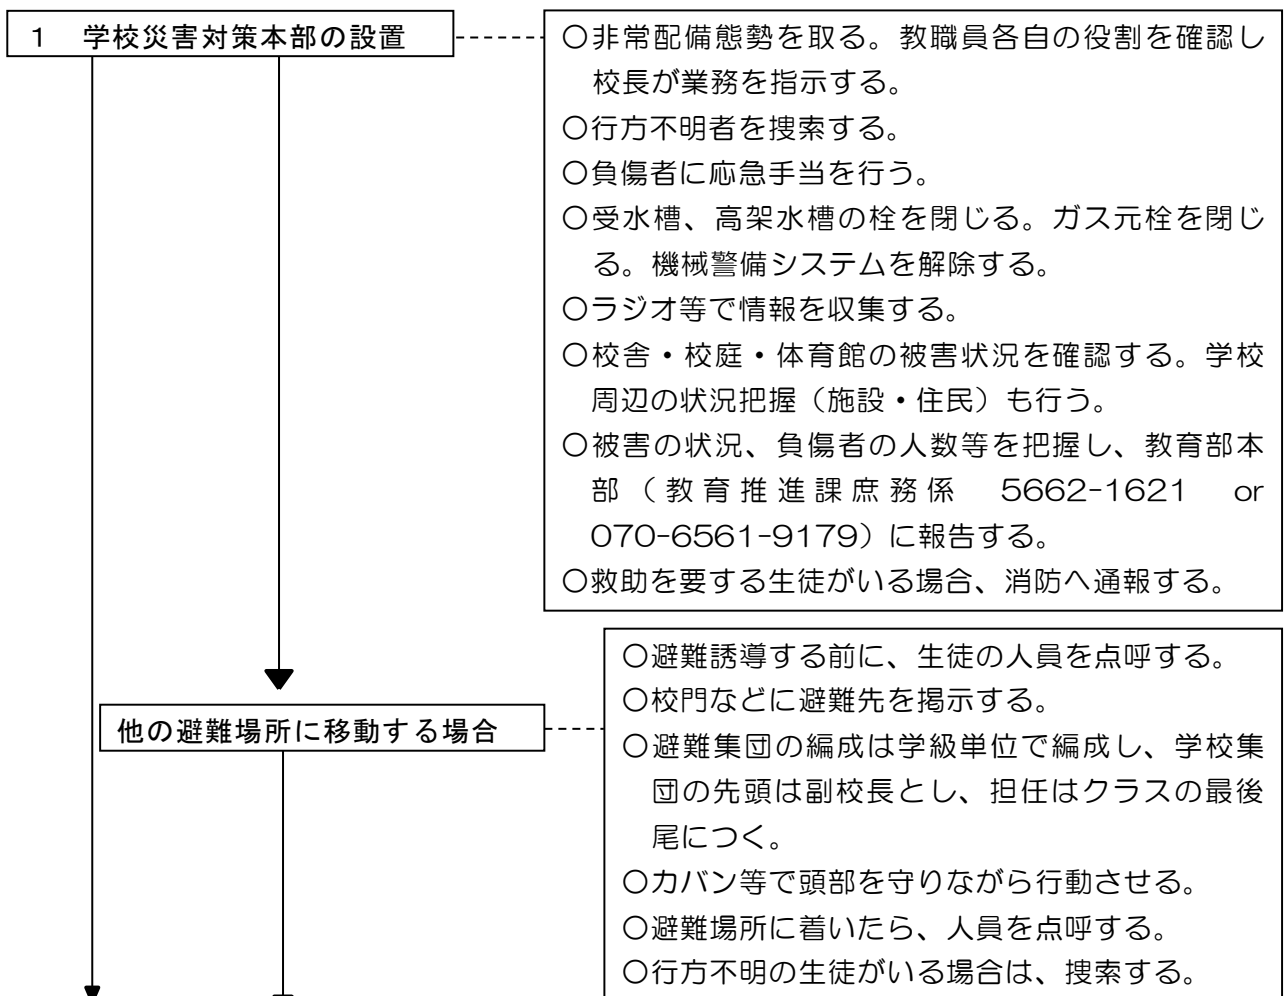 1　学校災害対策本部の設置
〇非常配備態勢を取る。教職員各自の役割を確認し
校長が業務を指示する。
〇行方不明者を捜索する。
〇負傷者に応急手当を行う。
〇受水槽、高架水槽の栓を閉じる。ガス元栓を閉じ
る。機械警備システムを解除する。
〇ラジオ等で情報を収集する。
〇校舎・校庭・体育館の被害状況を確認する。学校
周辺の状況把握（施設・住民）も行う。
〇被害の状況、負傷者の人数等を把握し、教育部本
部（教育推進課庶務係　5662-1621　or
070-6561-9179）に報告する。
〇救助を要する生徒がいる場合、消防へ通報する。
他の避難場所に移動する場合
〇避難誘導する前に、生徒の人員を点呼する。
〇校門などに避難先を掲示する。
〇避難集団の編成は学級単位で編成し、学校集
団の先頭は副校長とし、担任はクラスの最後
尾につく。
〇カバン等で頭部を守りながら行動させる。
〇避難場所に着いたら、人員を点呼する。
〇行方不明の生徒がいる場合は、捜索する。